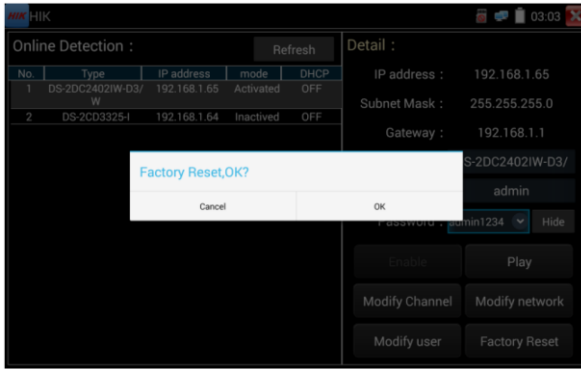 HIK HIK 03:03
Online Detection : Refresh
No. Type IP address mode DHCP
1 DS-2DC2402IW-D3/W 192.168.1.65 Activated OFF
2 DS-2CD3325-I 192.168.1.64 Inactived OFF
Detail :
IP address : 192.168.1.65
Subnet Mask : 255.255.255.0
Gateway : 192.168.1.1
S-2DC2402IW-D3/
admin
Password : admin1234 Hide
Enable Play
Modify Channel Modify network
Modify user Factory Reset
Factory Reset,OK?
Cancel OK